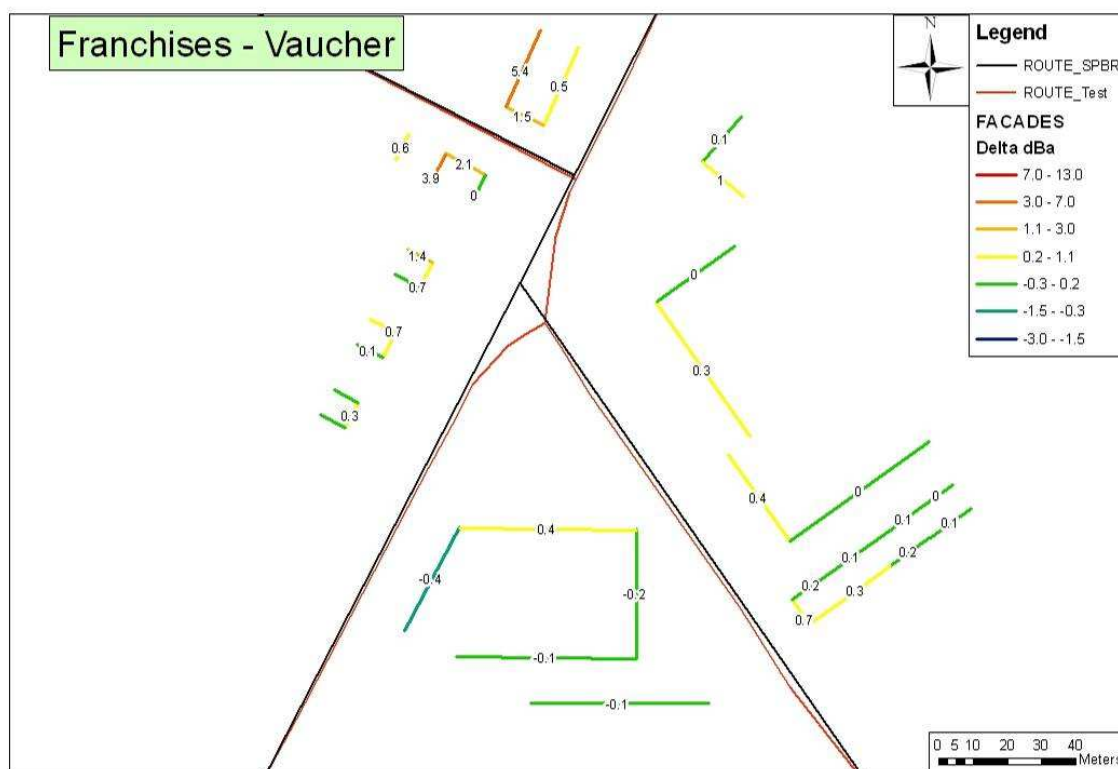 Franchises - Vaucher
N
Legend
ROUTE_SPBR
ROUTE_Test
FACADES
Delta dBa
7.0 - 13.0
3.0 - 7.0
1.1 - 3.0
0.2 - 1.1
-0.3 - 0.2
-1.5 - -0.3
-3.0 - -1.5
5.4
0.5
1.5
0.6
2.1
3.9
0
0.1
1
1.4
0.7
0
0.7
0.1
0.3
0.3
0.4
0
0
0.1
0.1
0.1
0.2
0.2
0.3
0.7
0.4
-0.4
-0.2
-0.1
-0.1
0 5 10 20 30 40
Meters